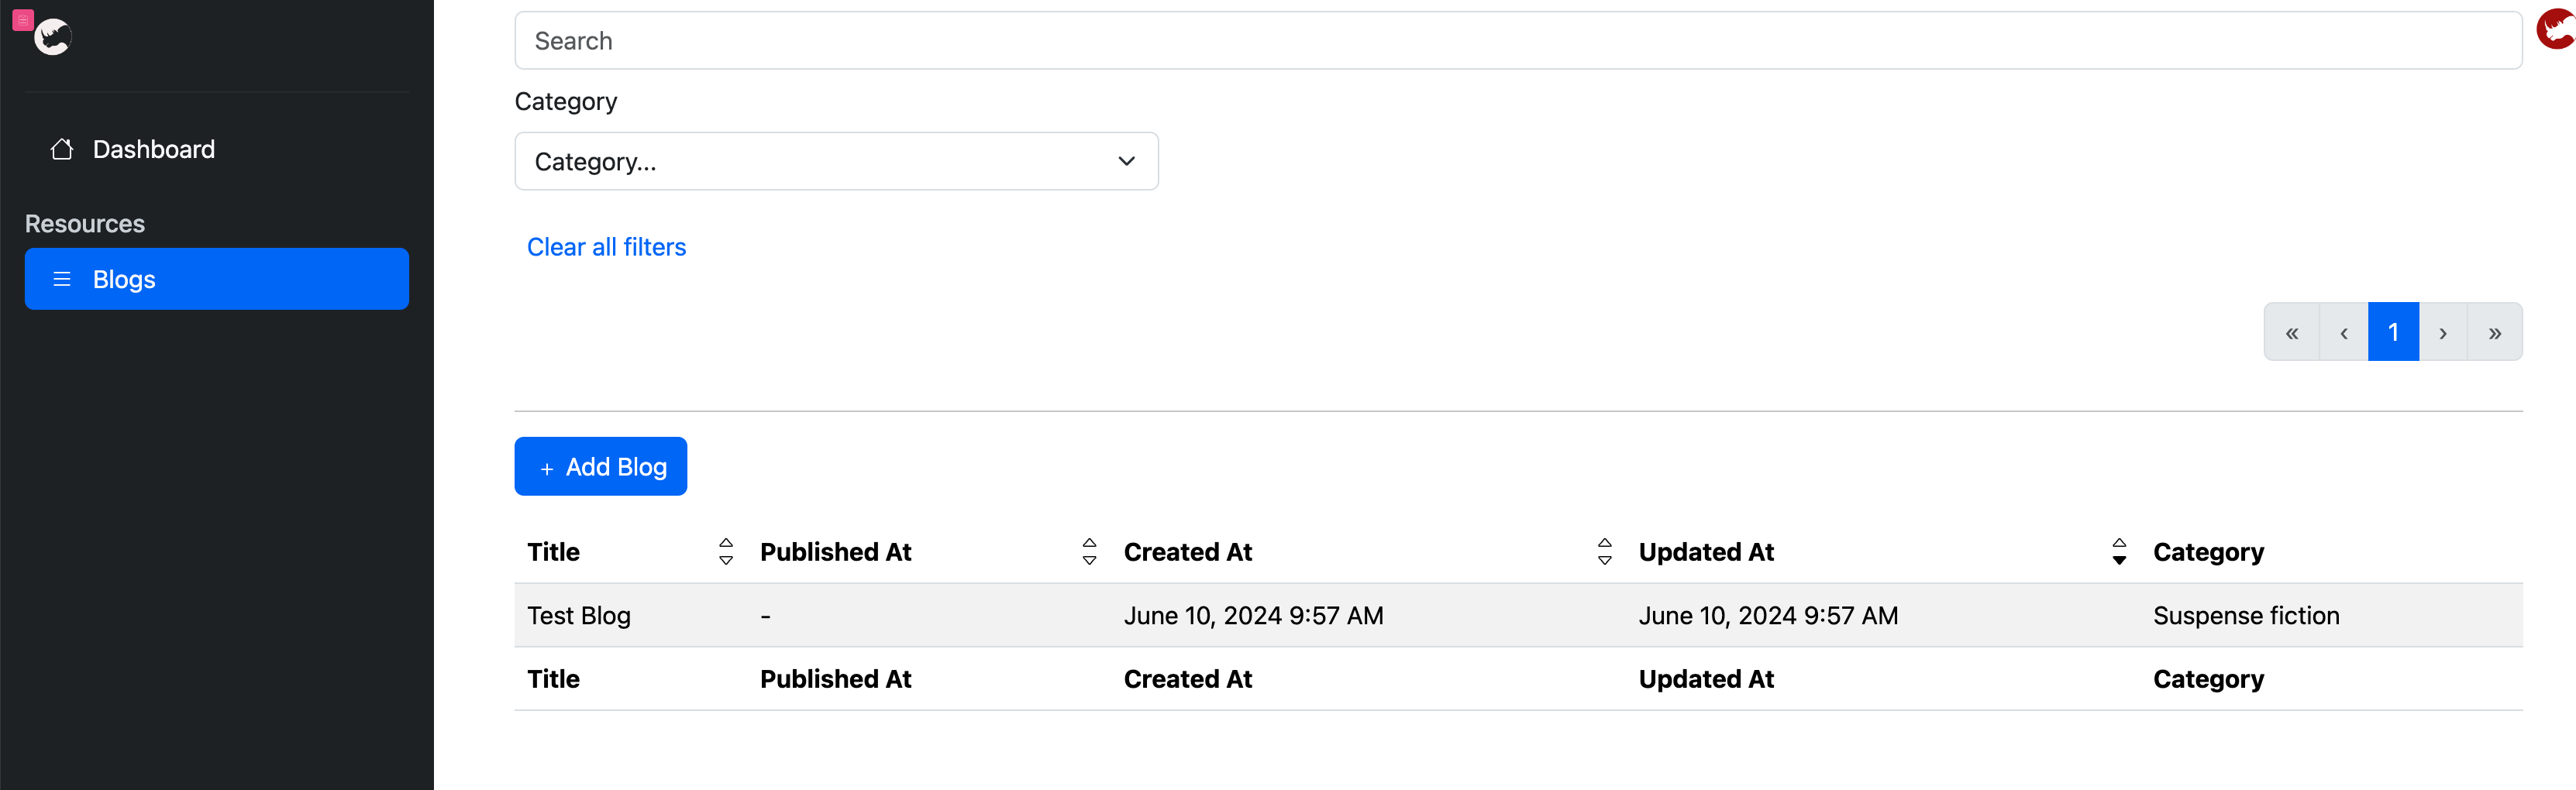 Dashboard
Resources
Blogs
Search
Category
Category...
Clear all filters
« ‹ 1 › »
+ Add Blog
Title Published At Created At Updated At Category
Test Blog - June 10, 2024 9:57 AM June 10, 2024 9:57 AM Suspense fiction
Title Published At Created At Updated At Category